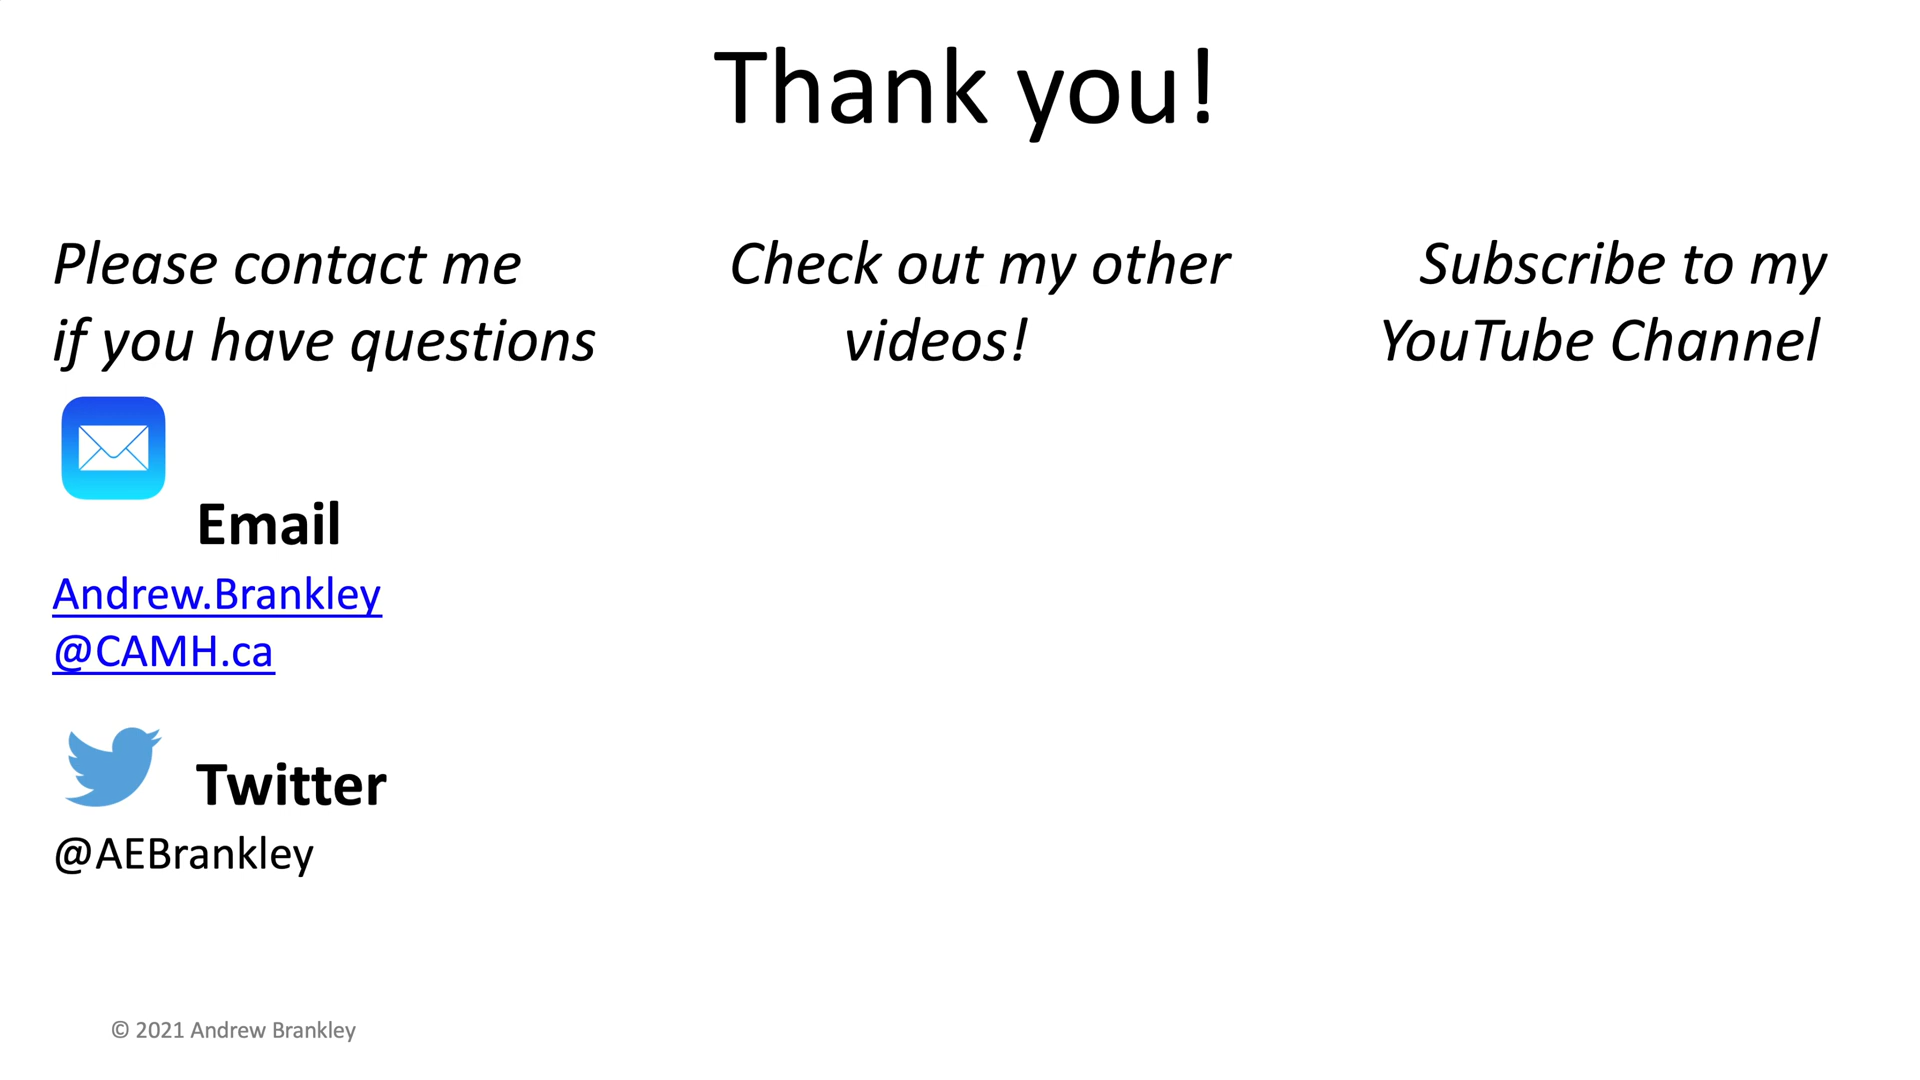 Thank you!
Please contact me
if you have questions
Check out my other
videos!
Subscribe to my
YouTube Channel
Email
Andrew.Brankley
@CAMH.ca
Twitter
@AEBrankley
© 2021 Andrew Brankley